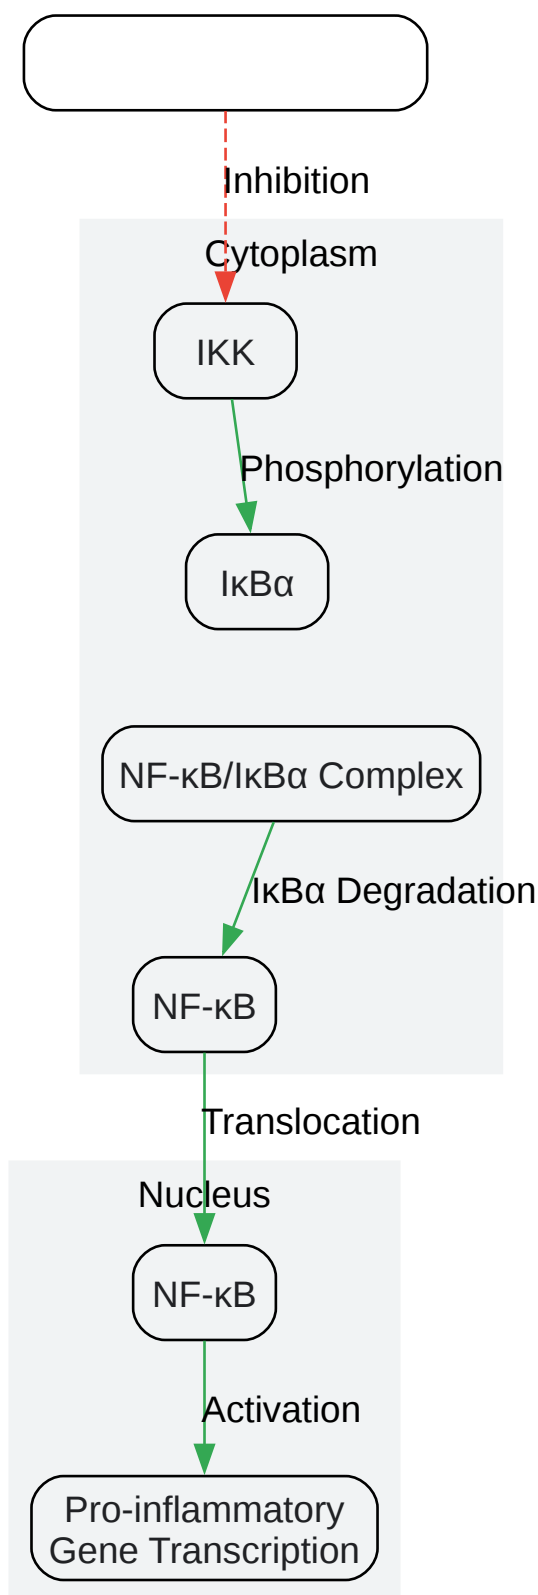 Inhibition
Cytoplasm
IKK
Phosphorylation
IκBα
NF-κB/IκBα Complex
IκBα Degradation
NF-κB
Translocation
Nucleus
NF-κB
Activation
Pro-inflammatory
Gene Transcription